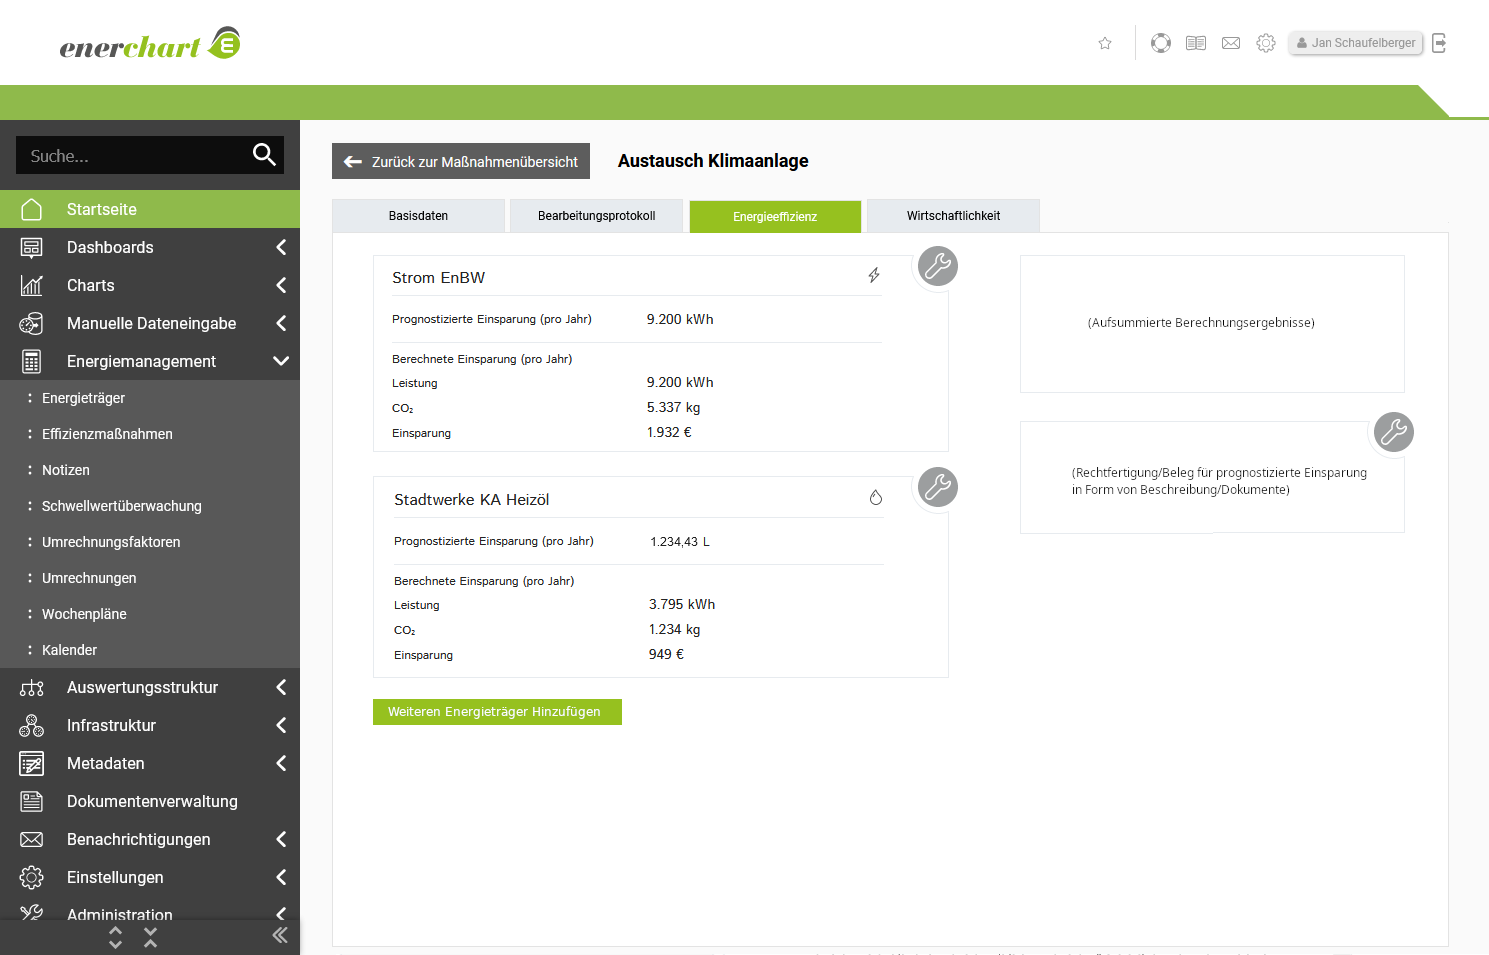 enerchart
Jan Schaufelberger
Suche...
Startseite
Dashboards
Charts
Manuelle Dateneingabe
Energiemanagement
: Energieträger
: Effizienzmaßnahmen
: Notizen
: Schwellwertüberwachung
: Umrechnungsfaktoren
: Umrechnungen
: Wochenpläne
: Kalender
Auswertungsstruktur
Infrastruktur
Metadaten
Dokumentenverwaltung
Benachrichtigungen
Einstellungen
Administration
Zurück zur Maßnahmenübersicht
Austausch Klimaanlage
Basisdaten
Bearbeitungsprotokoll
Energieeffizienz
Wirtschaftlichkeit
Strom EnBW
Prognostizierte Einsparung (pro Jahr) 9.200 kWh
Berechnete Einsparung (pro Jahr)
Leistung 9.200 kWh
CO₂ 5.337 kg
Einsparung 1.932 €
Stadtwerke KA Heizöl
Prognostizierte Einsparung (pro Jahr) 1.234,43 L
Berechnete Einsparung (pro Jahr)
Leistung 3.795 kWh
CO₂ 1.234 kg
Einsparung 949 €
Weiteren Energieträger Hinzufügen
(Aufsummierte Berechnungsergebnisse)
(Rechtfertigung/Beleg für prognostizierte Einsparung
in Form von Beschreibung/Dokumente)